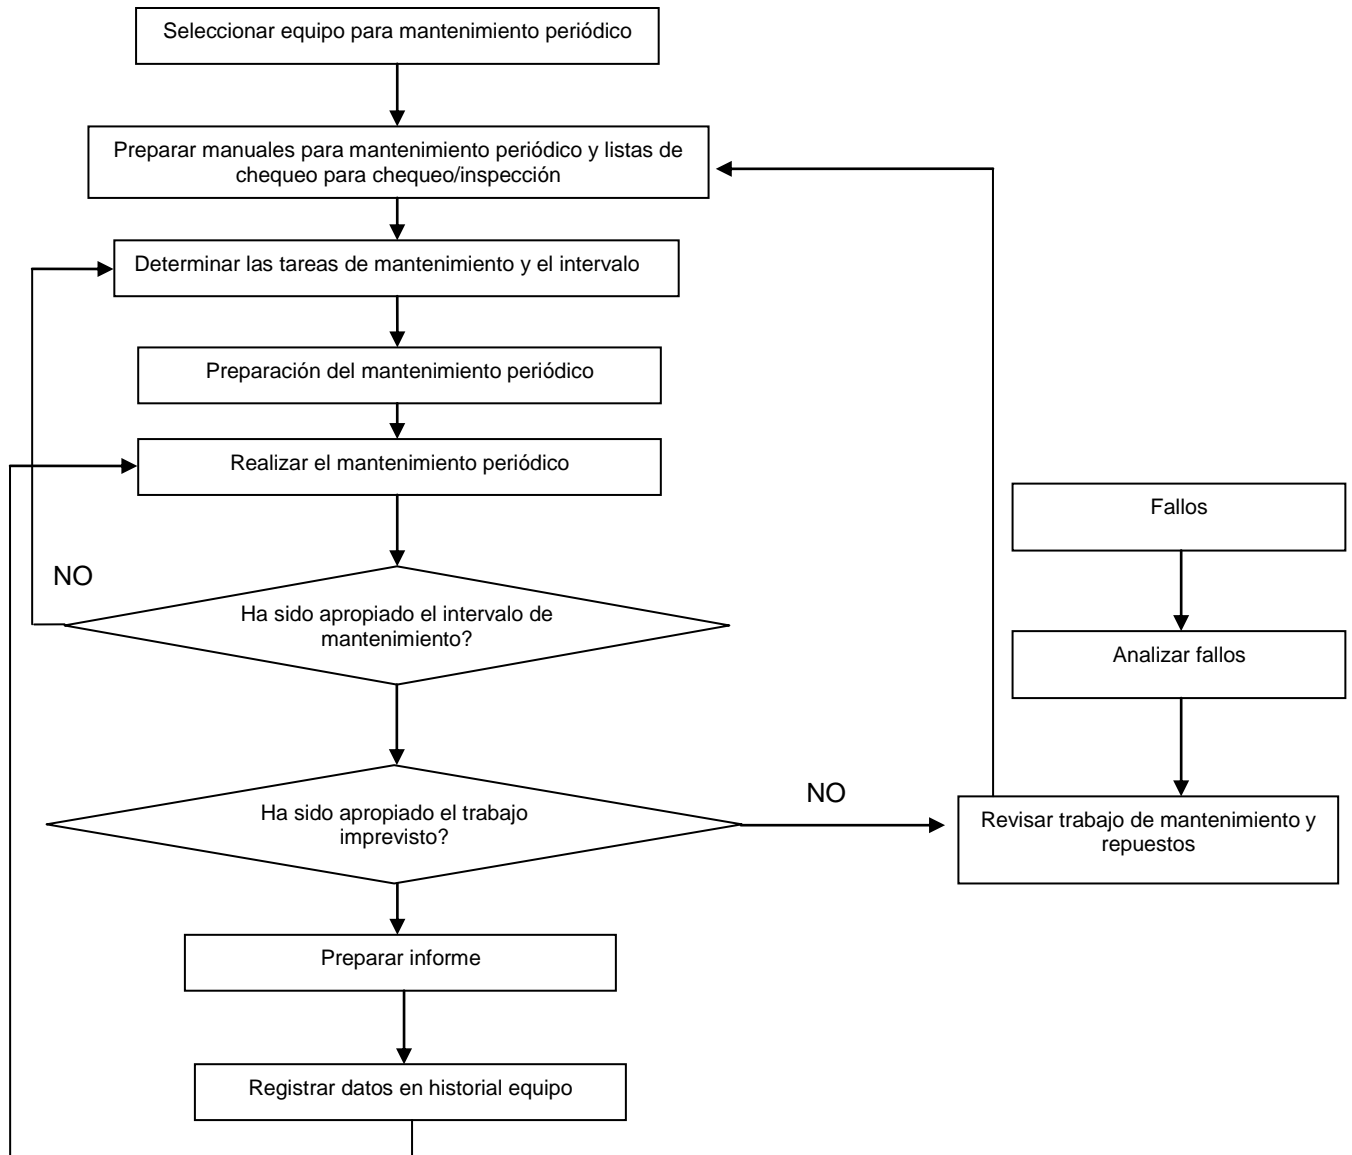 Seleccionar equipo para mantenimiento periódico
Preparar manuales para mantenimiento periódico y listas de
chequeo para chequeo/inspección
Determinar las tareas de mantenimiento y el intervalo
Preparación del mantenimiento periódico
Realizar el mantenimiento periódico
Fallos
NO
Ha sido apropiado el intervalo de
mantenimiento?
Analizar fallos
NO
Ha sido apropiado el trabajo
imprevisto?
Revisar trabajo de mantenimiento y
repuestos
Preparar informe
Registrar datos en historial equipo